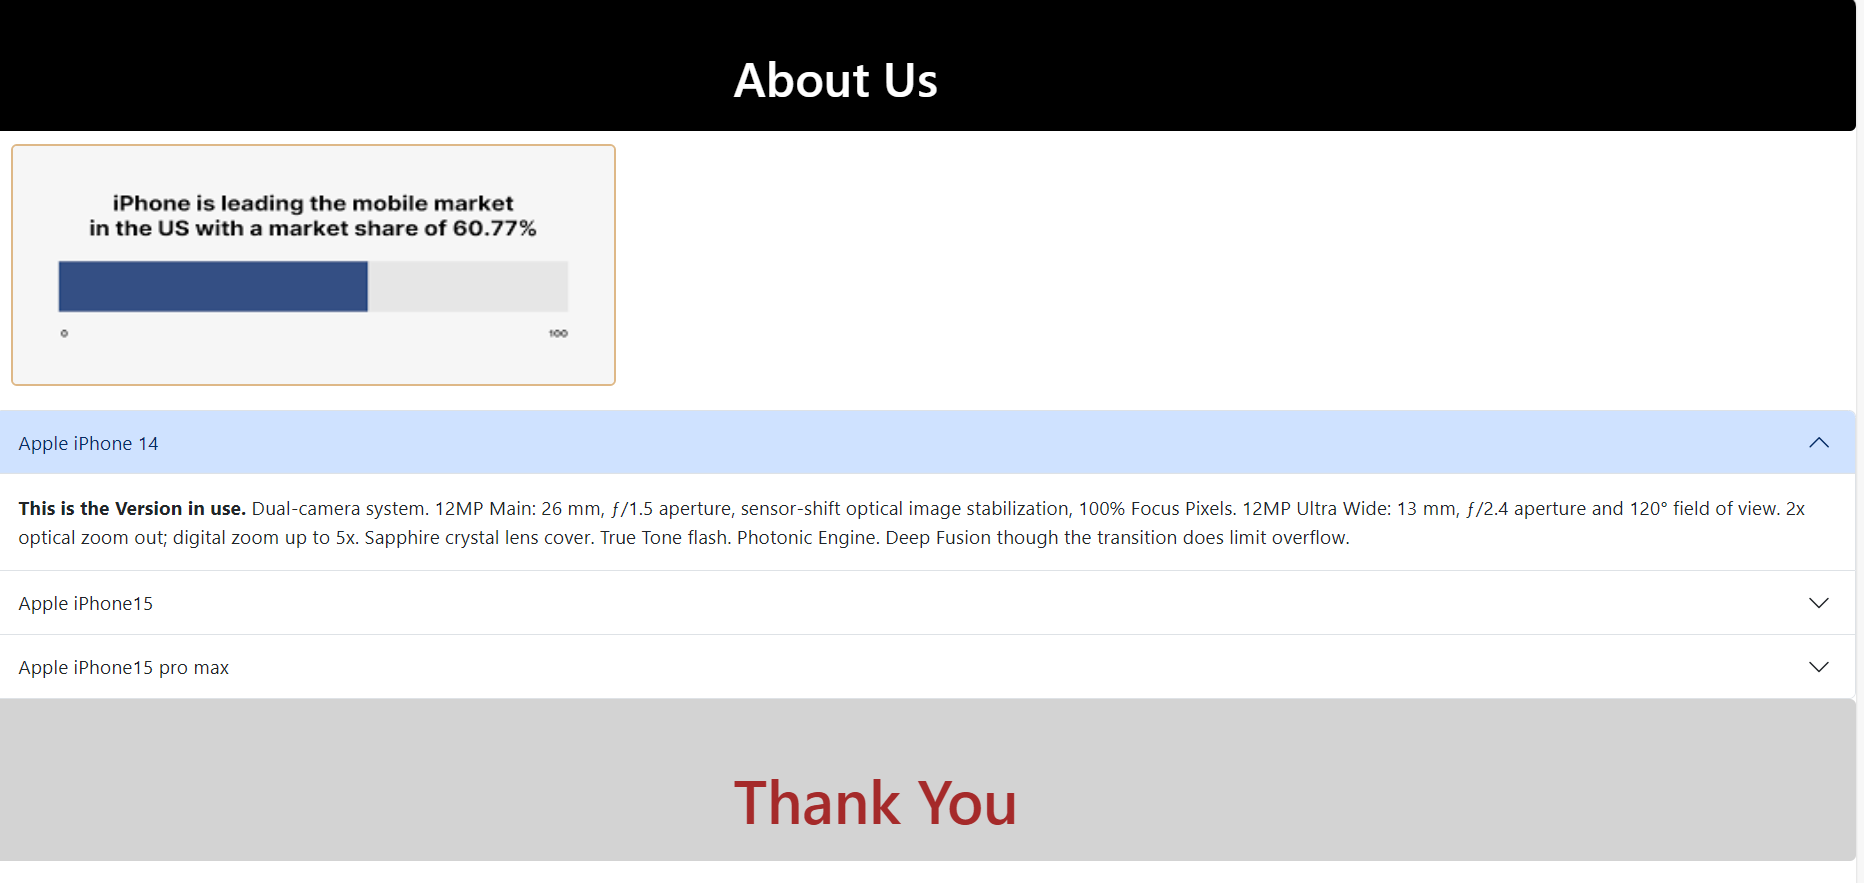 About Us
iPhone is leading the mobile market
in the US with a market share of 60.77%
0
100
Apple iPhone 14
This is the Version in use. Dual-camera system. 12MP Main: 26 mm, ƒ/1.5 aperture, sensor-shift optical image stabilization, 100% Focus Pixels. 12MP Ultra Wide: 13 mm, ƒ/2.4 aperture and 120° field of view. 2x
optical zoom out; digital zoom up to 5x. Sapphire crystal lens cover. True Tone flash. Photonic Engine. Deep Fusion though the transition does limit overflow.
Apple iPhone15
Apple iPhone15 pro max
Thank You